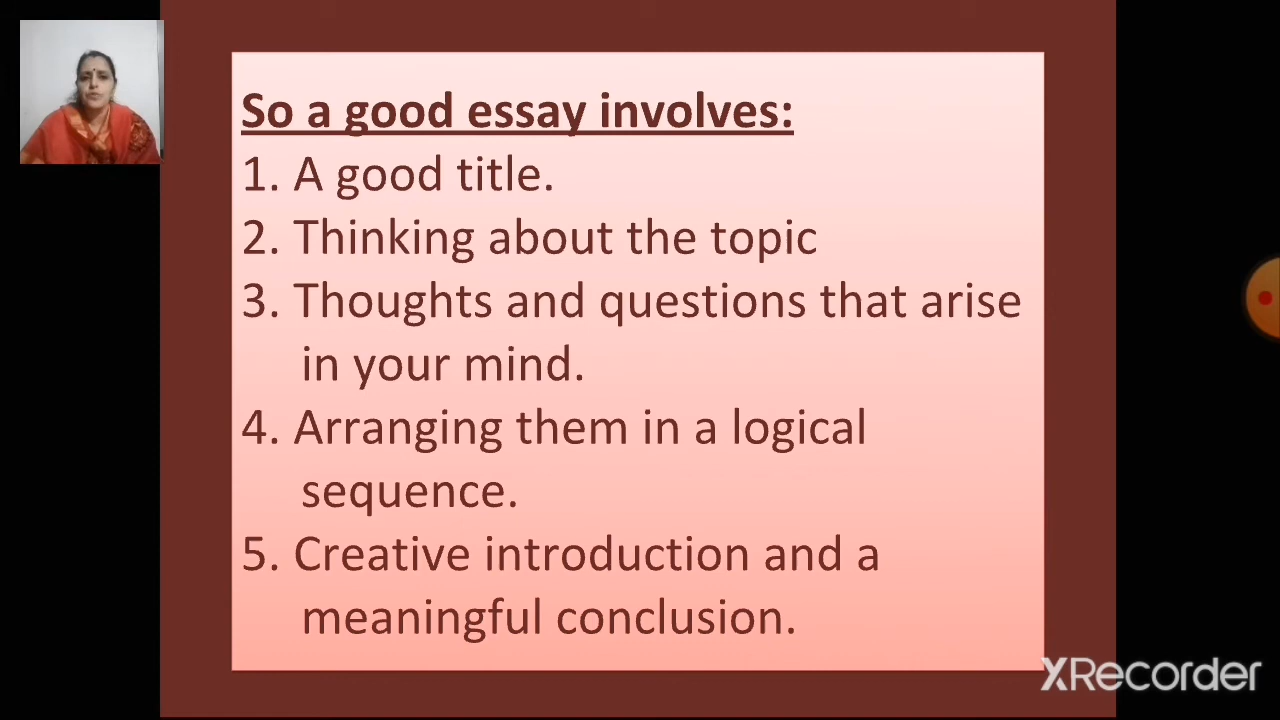 So a good essay involves:
1. A good title.
2. Thinking about the topic
3. Thoughts and questions that arise
in your mind.
4. Arranging them in a logical
sequence.
5. Creative introduction and a
meaningful conclusion.
XRecorder